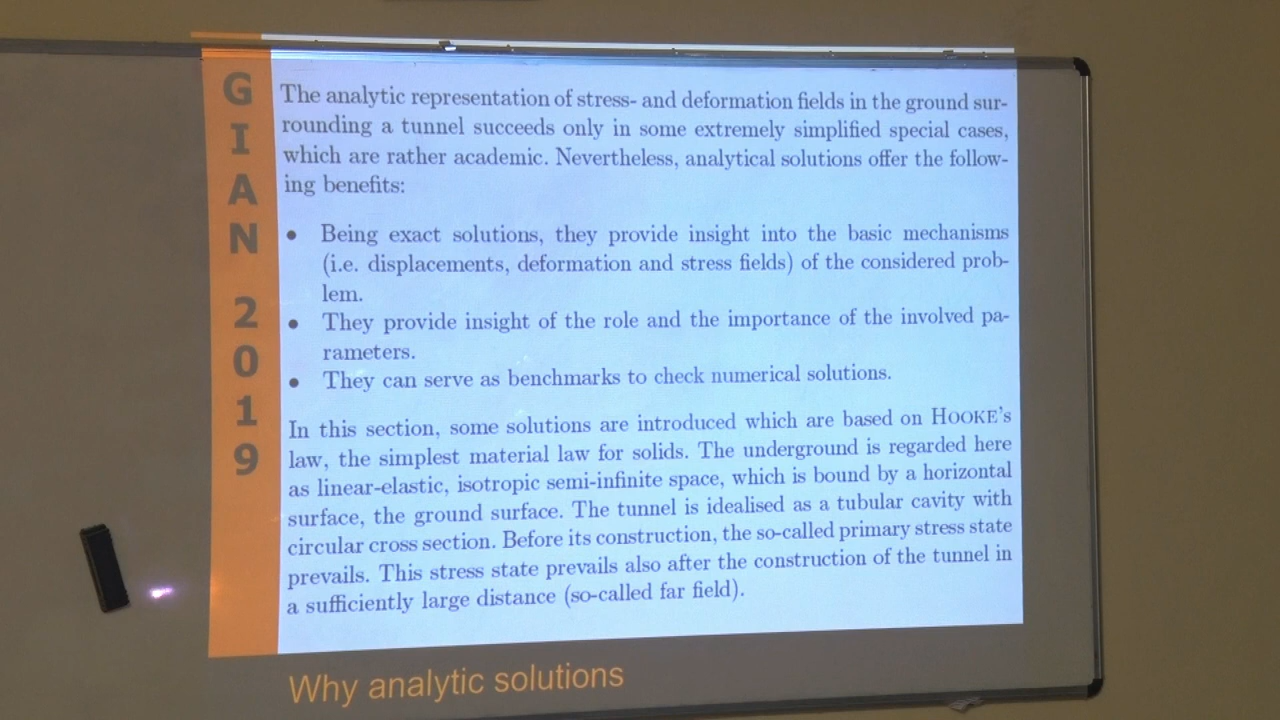 GIAN 2019
The analytic representation of stress- and deformation fields in the ground sur-
rounding a tunnel succeeds only in some extremely simplified special cases,
which are rather academic. Nevertheless, analytical solutions offer the follow-
ing benefits:
• Being exact solutions, they provide insight into the basic mechanisms
(i.e. displacements, deformation and stress fields) of the considered prob-
lem.
• They provide insight of the role and the importance of the involved pa-
rameters.
• They can serve as benchmarks to check numerical solutions.
In this section, some solutions are introduced which are based on HOOKE's
law, the simplest material law for solids. The underground is regarded here
as linear-elastic, isotropic semi-infinite space, which is bound by a horizontal
surface, the ground surface. The tunnel is idealised as a tubular cavity with
circular cross section. Before its construction, the so-called primary stress state
prevails. This stress state prevails also after the construction of the tunnel in
a sufficiently large distance (so-called far field).
Why analytic solutions